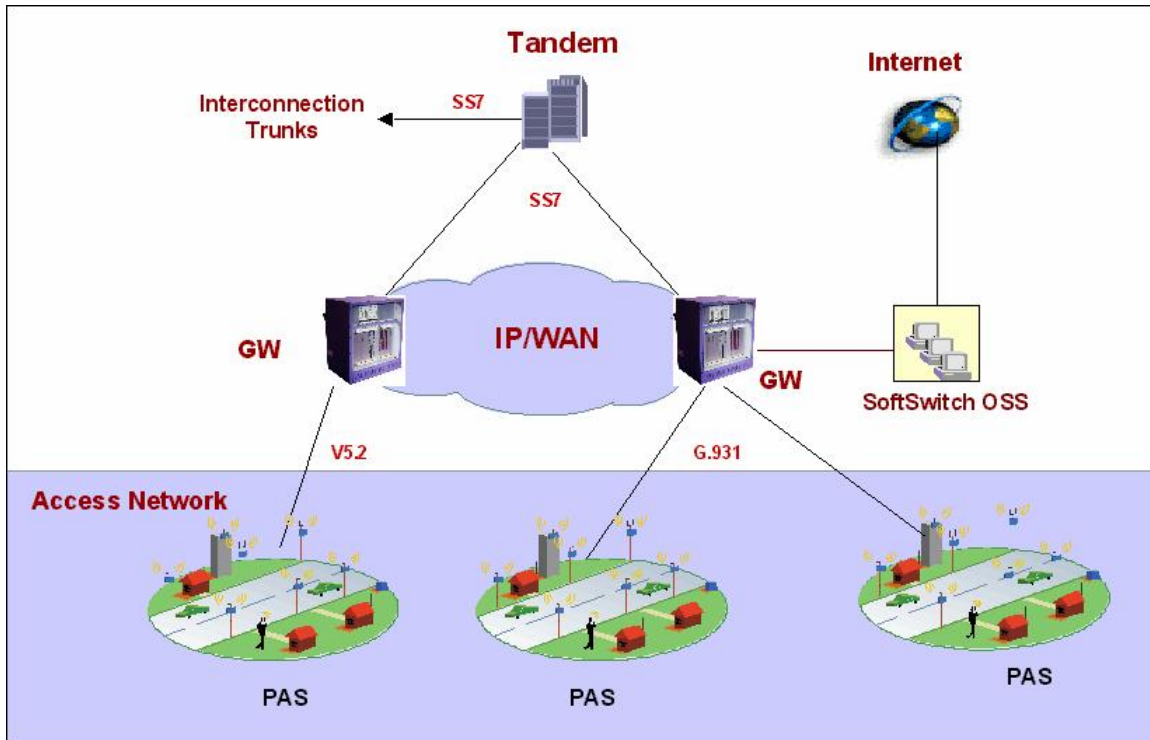 Tandem
Internet
Interconnection
Trunks
SS7
SS7
GW
IP/WAN
GW
SoftSwitch OSS
V5.2
G.931
Access Network
PAS
PAS
PAS